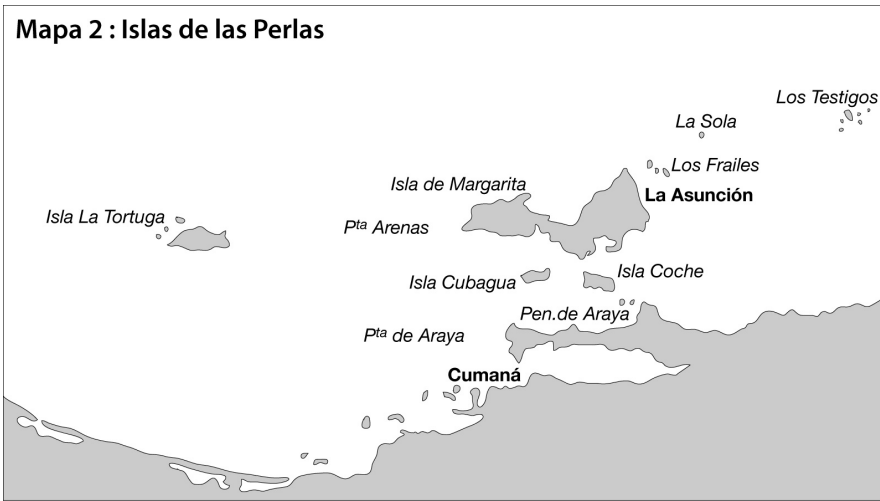 Mapa 2 : Islas de las Perlas
Los Testigos
La Sola
Los Frailes
Isla de Margarita
La Asunción
Isla La Tortuga
Pta Arenas
Isla Coche
Isla Cubagua
Pen.de Araya
Pta de Araya
Cumaná